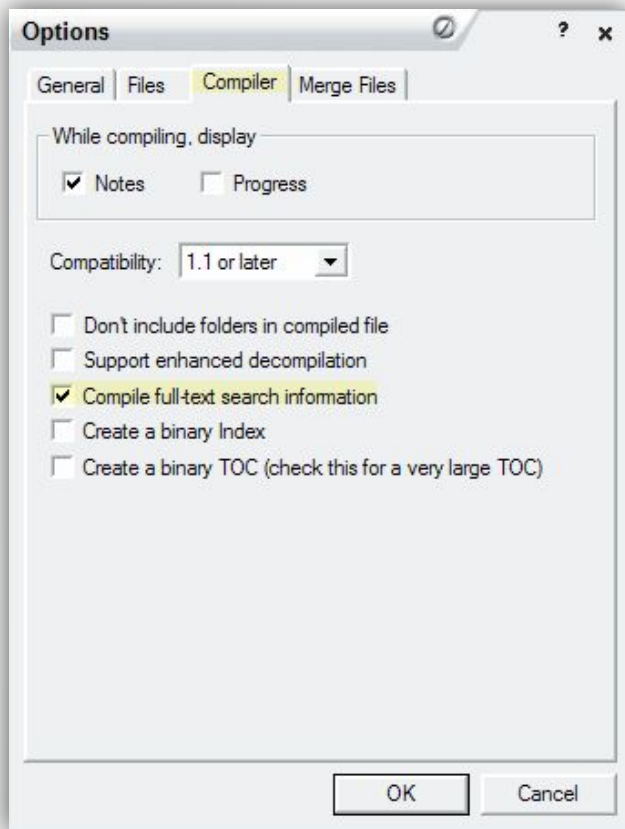 Options
General Files Compiler Merge Files
While compiling, display
Notes Progress
Compatibility: 1.1 or later
Don't include folders in compiled file
Support enhanced decompilation
Compile full-text search information
Create a binary Index
Create a binary TOC (check this for a very large TOC)
OK Cancel